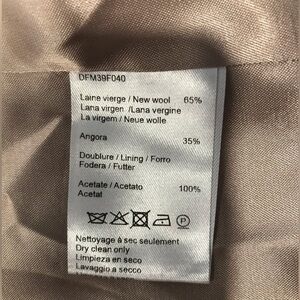 DFM39F040
Laine vierge / New wool 65%
Lana virgen / Lana vergine
La virgem / Neue wolle
Angora 35%
Doublure / Lining / Forro
Fodera / Futter
Acetate / Acetato 100%
Acetat
P
Nettoyage à sec seulement
Dry clean only
Limpieza en seco
Lavaggio a secco